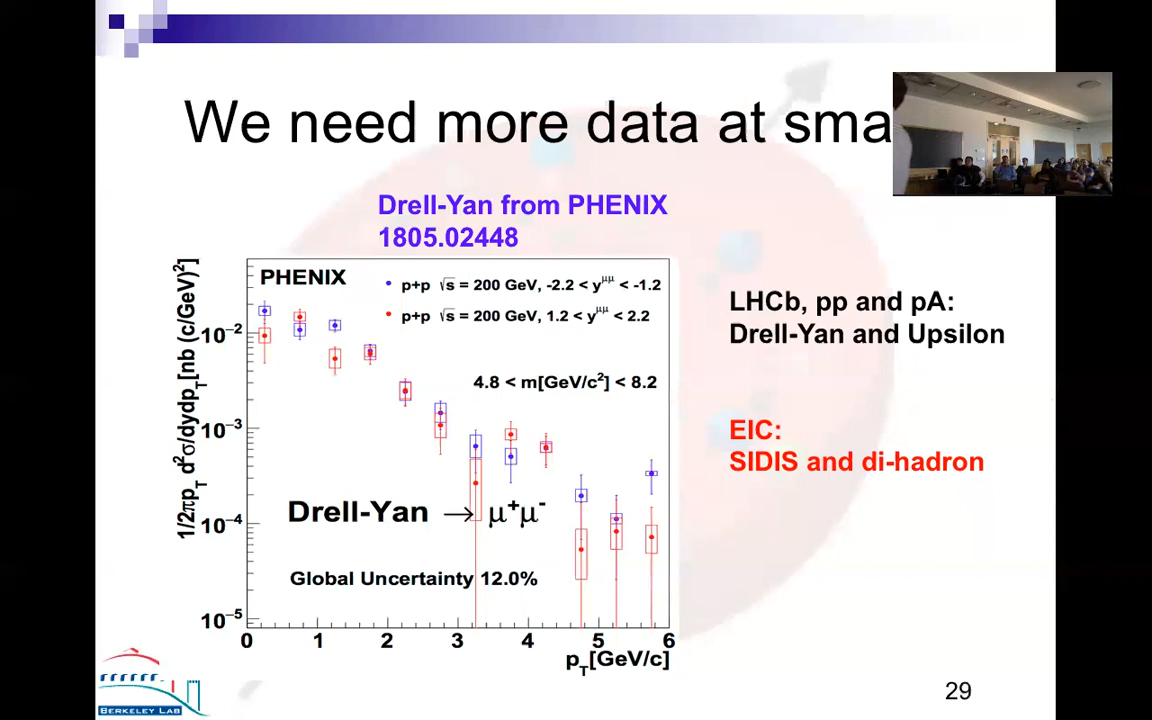 We need more data at sma
Drell-Yan from PHENIX
1805.02448
PHENIX
p+p √s = 200 GeV, -2.2 < y^μμ < -1.2
p+p √s = 200 GeV, 1.2 < y^μμ < 2.2
4.8 < m[GeV/c²] < 8.2
Drell-Yan → μ⁺μ⁻
Global Uncertainty 12.0%
1/2πp_T d²σ/dydp_T[nb (c/GeV)²]
10⁻²
10⁻³
10⁻⁴
10⁻⁵
0 1 2 3 4 5 6
p_T[GeV/c]
LHCb, pp and pA:
Drell-Yan and Upsilon
EIC:
SIDIS and di-hadron
BERKELEY LAB
29